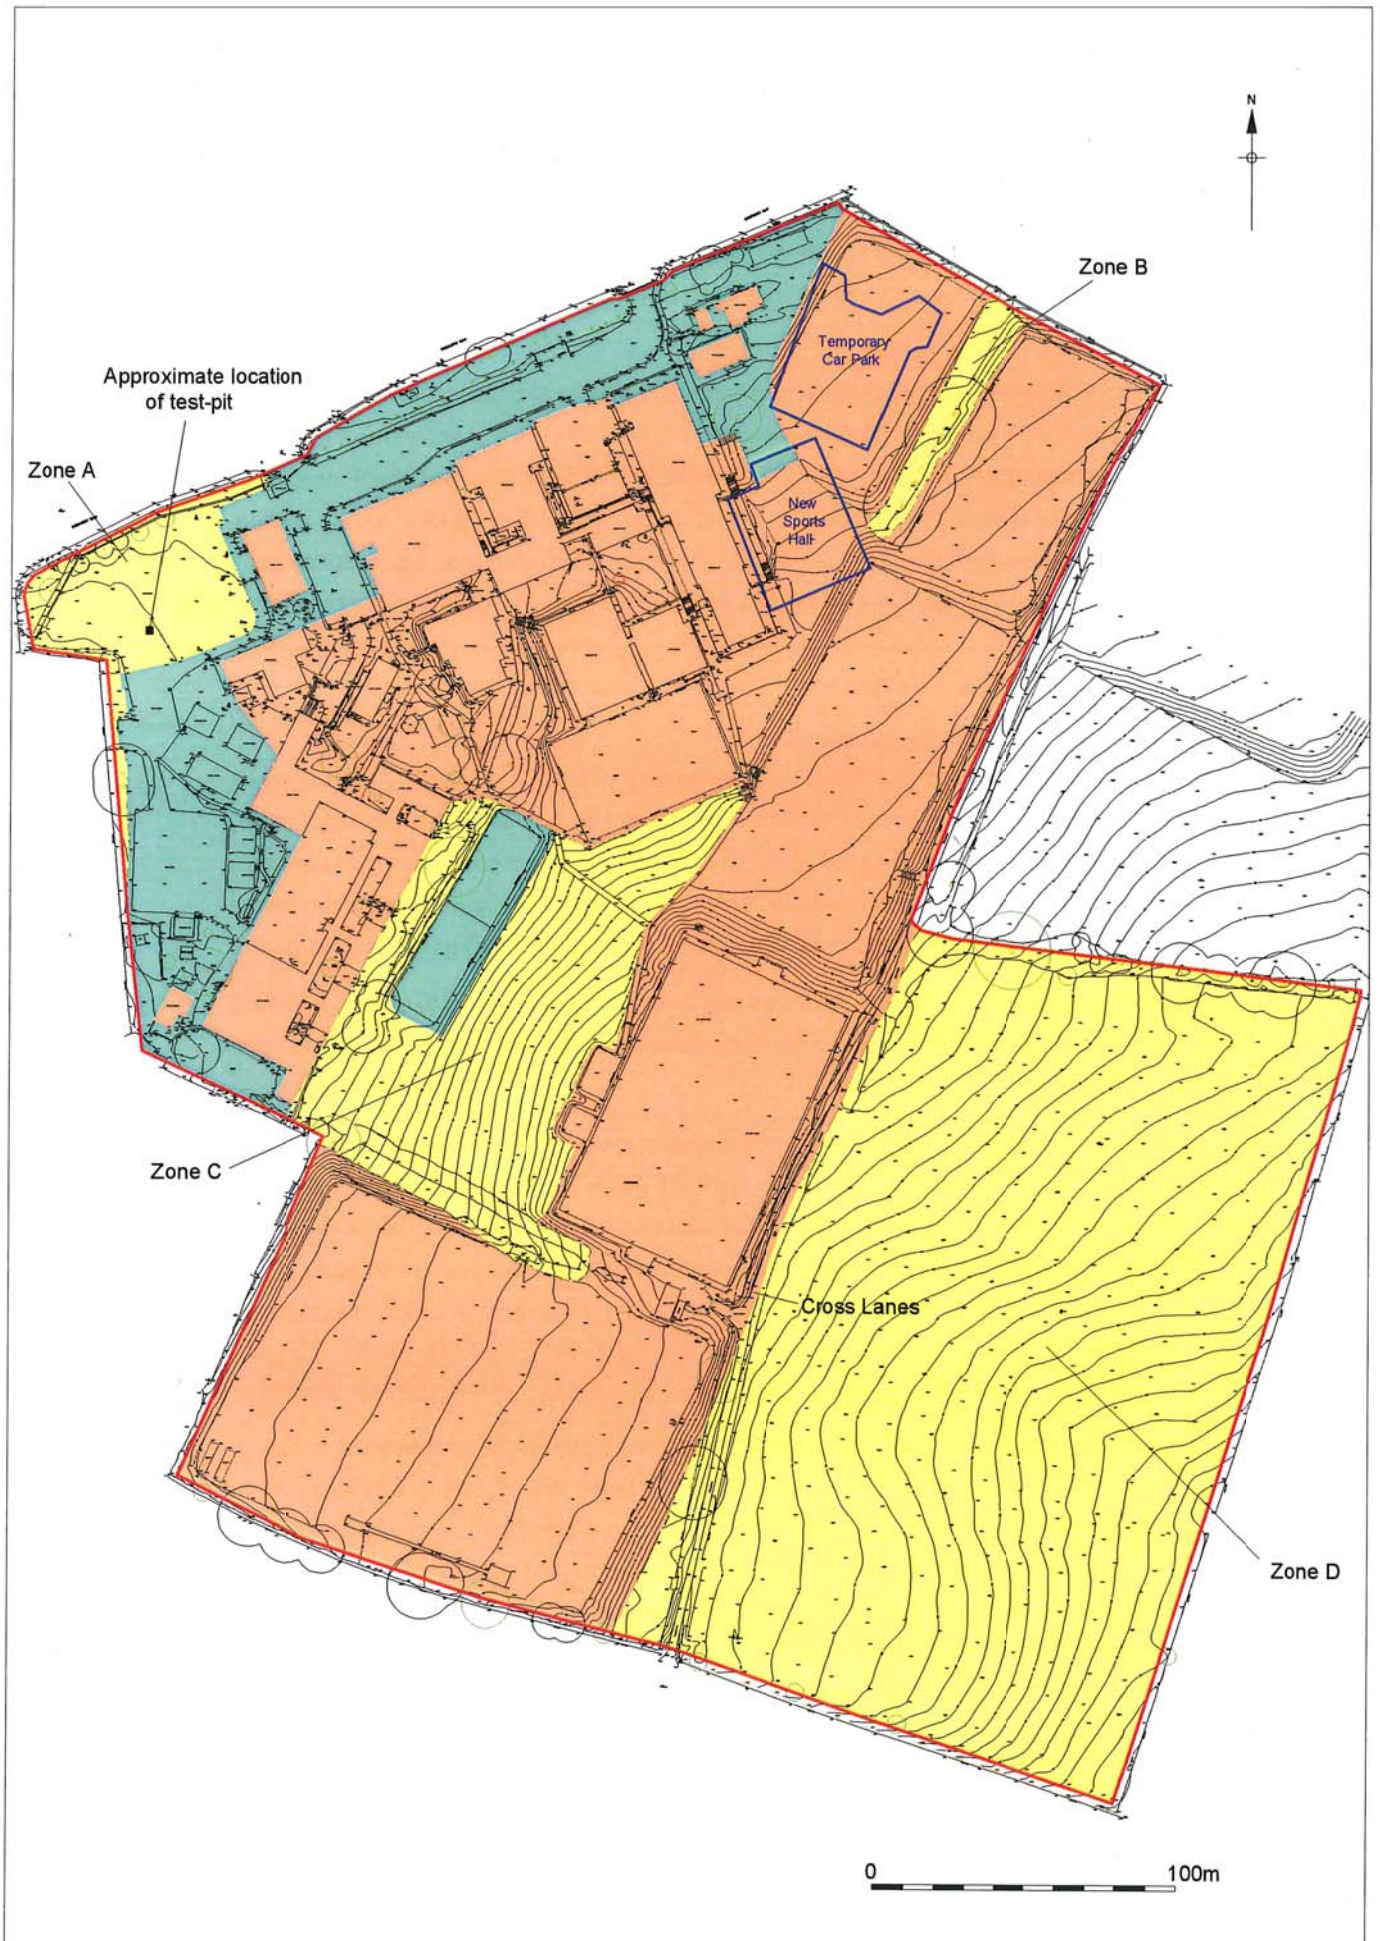 N
Zone B
Temporary
Car Park
Approximate location
of test-pit
Zone A
New
Sports
Hall
Zone C
Cross Lanes
Zone D
0 100m